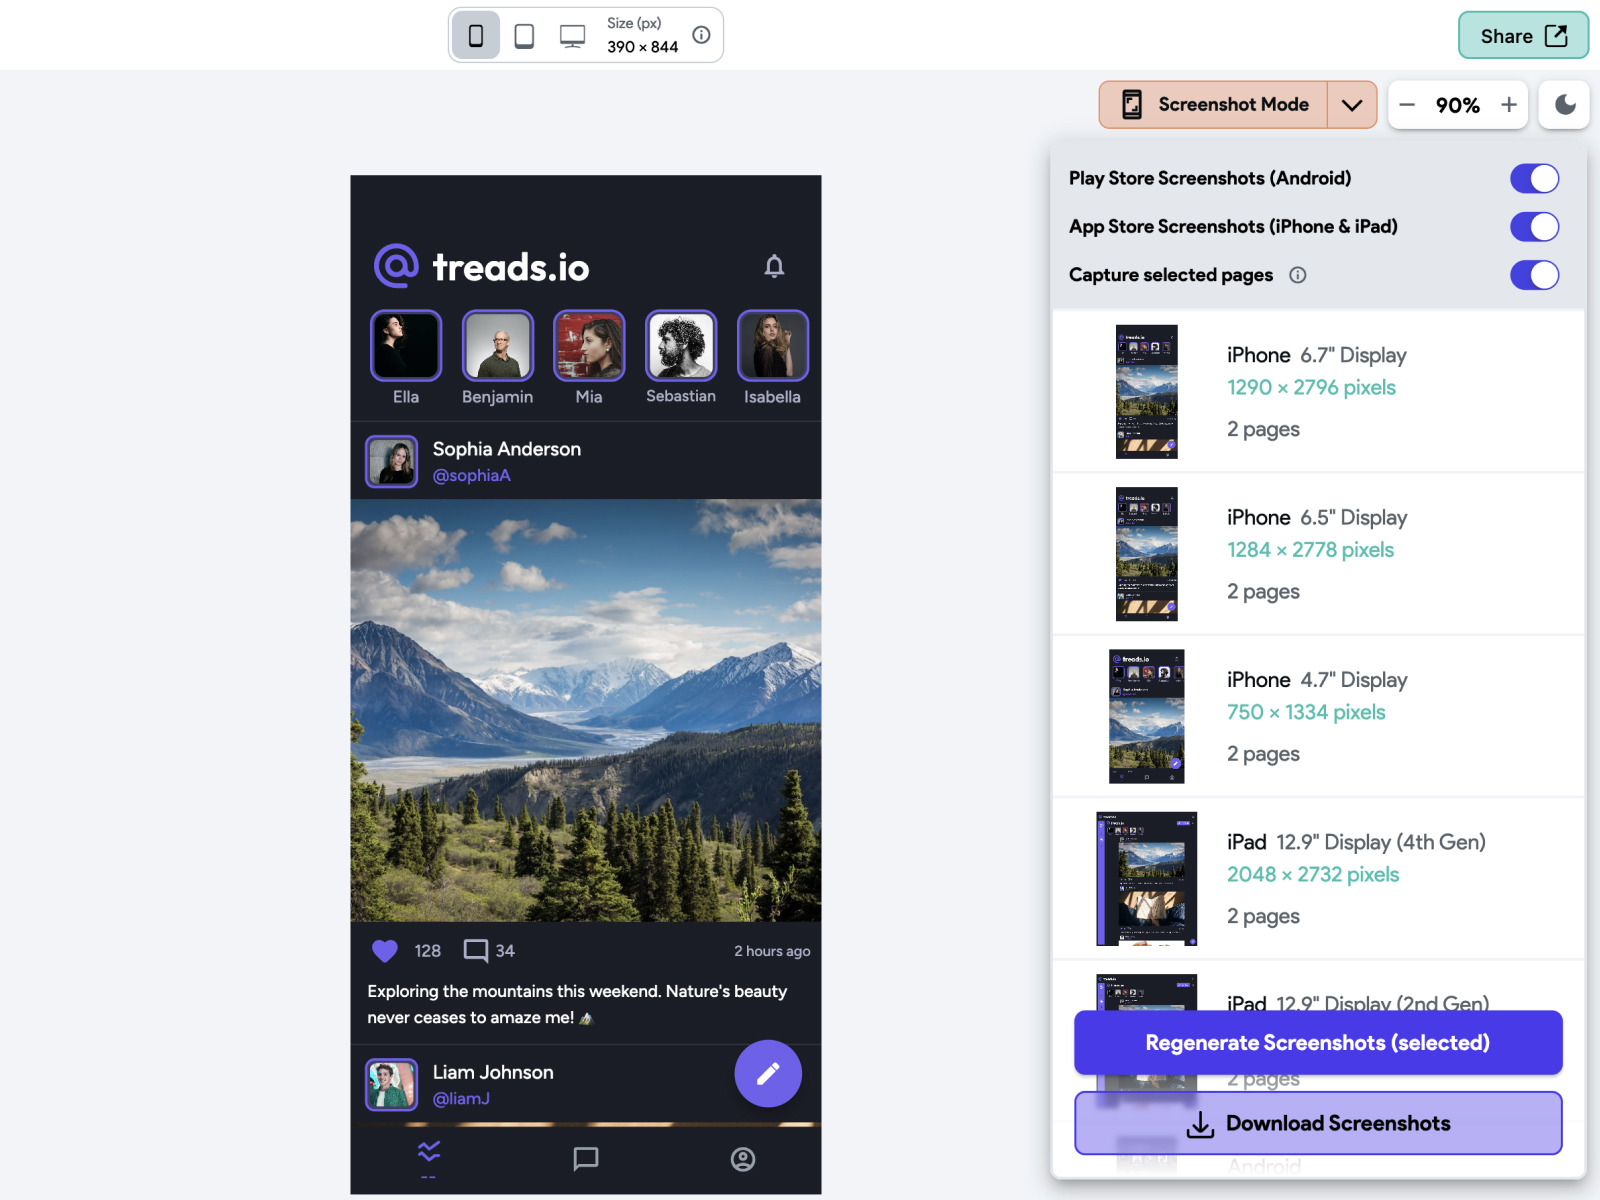 Size (px)
390 × 844
Share
Screenshot Mode
90%
Play Store Screenshots (Android)
App Store Screenshots (iPhone & iPad)
Capture selected pages
treads.io
Ella
Benjamin
Mia
Sebastian
Isabella
Sophia Anderson
@sophiaA
128
34
2 hours ago
Exploring the mountains this weekend. Nature's beauty
never ceases to amaze me!
Liam Johnson
@liamJ
iPhone 6.7" Display
1290 × 2796 pixels
2 pages
iPhone 6.5" Display
1284 × 2778 pixels
2 pages
iPhone 4.7" Display
750 × 1334 pixels
2 pages
treads.io
iPad 12.9" Display (4th Gen)
2048 × 2732 pixels
2 pages
iPad 12.9" Display (2nd Gen)
Regenerate Screenshots (selected)
2 pages
Download Screenshots
Android